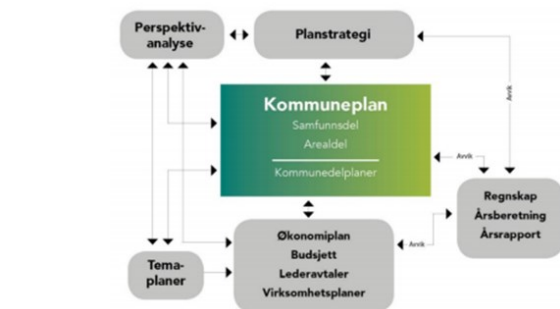 Perspektiv-
analyse
Planstrategi
Kommuneplan
Samfunnsdel
Arealdel
Kommunedelplaner
Avvik
Avvik
Regnskap
Årsberetning
Årsrapport
Økonomiplan
Budsjett
Lederavtaler
Virksomhetsplaner
Avvik
Tema-
planer